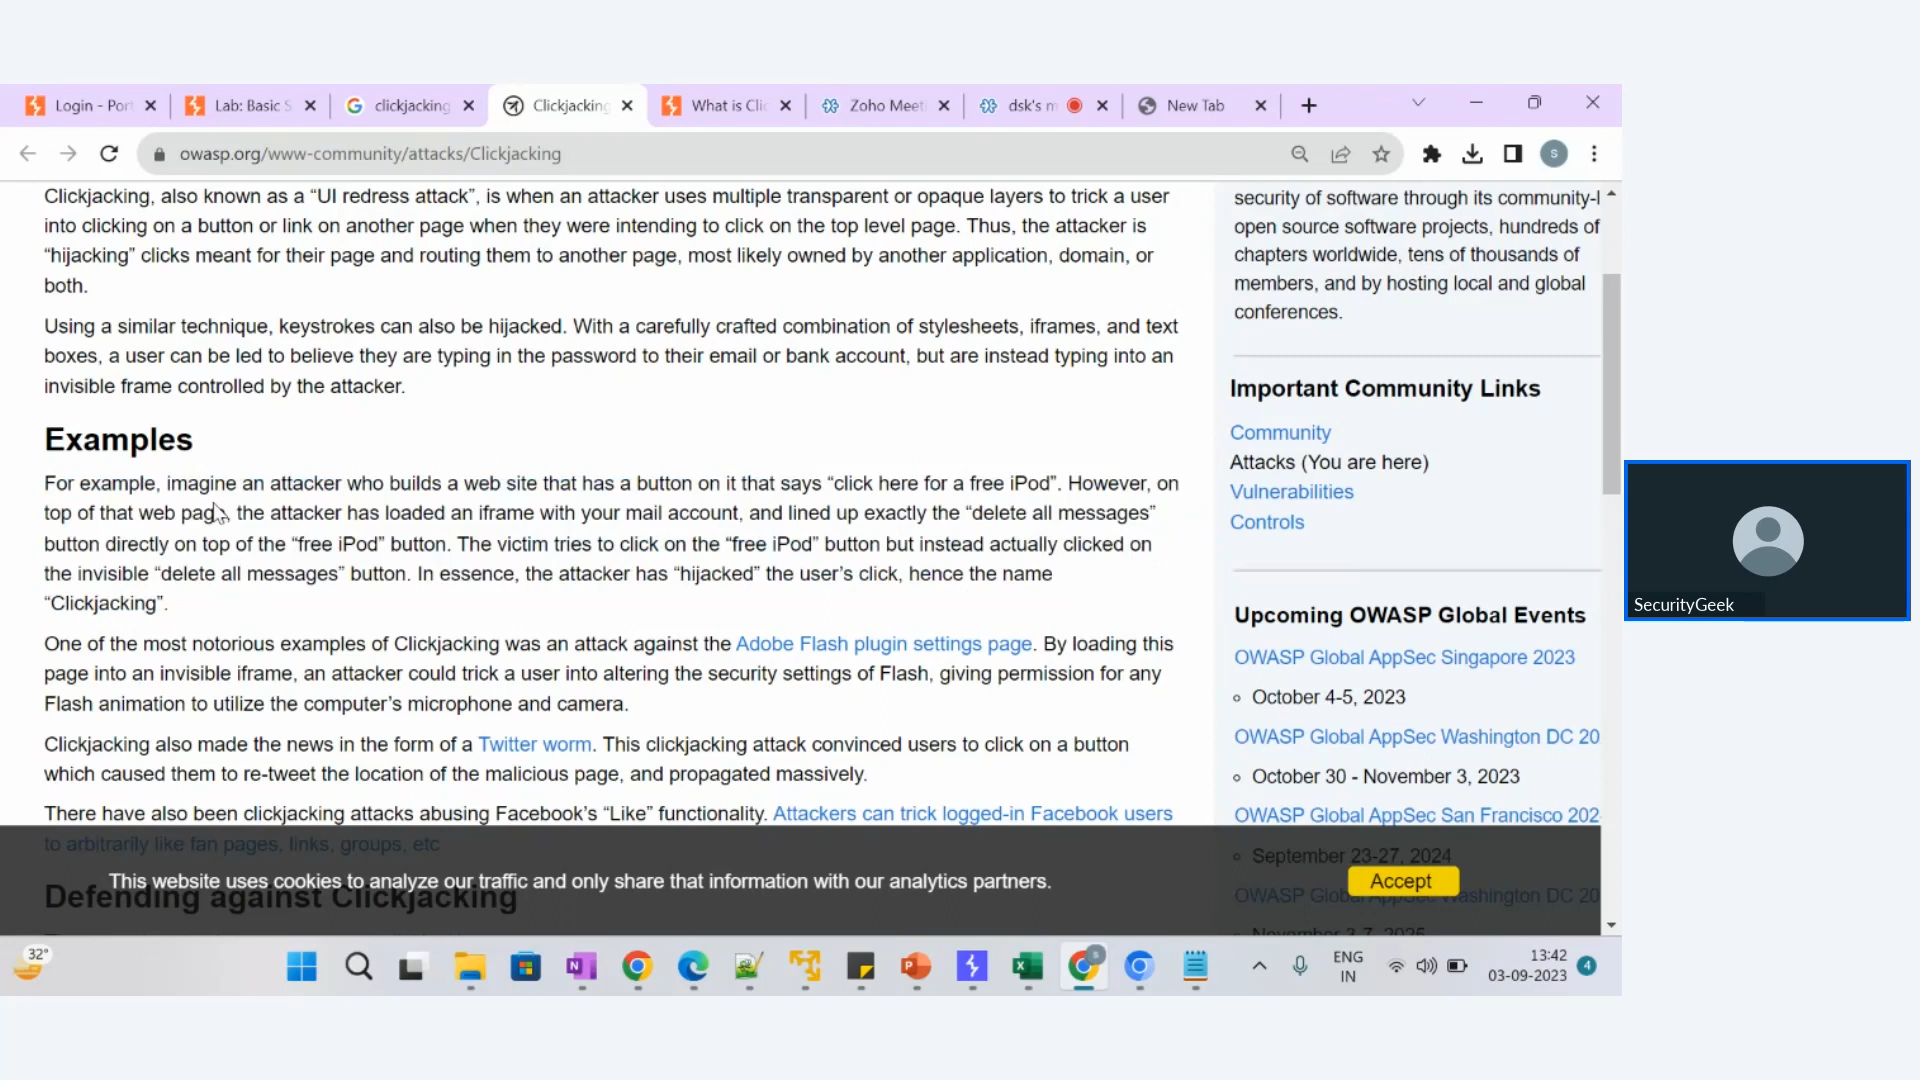 Login - Port
Lab: Basic S
clickjacking
Clickjacking
What is Clic
Zoho Meeti
dsk's m
New Tab
owasp.org/www-community/attacks/Clickjacking
S
Clickjacking, also known as a “UI redress attack”, is when an attacker uses multiple transparent or opaque layers to trick a user
into clicking on a button or link on another page when they were intending to click on the top level page. Thus, the attacker is
“hijacking” clicks meant for their page and routing them to another page, most likely owned by another application, domain, or
both.
Using a similar technique, keystrokes can also be hijacked. With a carefully crafted combination of stylesheets, iframes, and text
boxes, a user can be led to believe they are typing in the password to their email or bank account, but are instead typing into an
invisible frame controlled by the attacker.
Examples
For example, imagine an attacker who builds a web site that has a button on it that says “click here for a free iPod”. However, on
top of that web page, the attacker has loaded an iframe with your mail account, and lined up exactly the “delete all messages”
button directly on top of the “free iPod” button. The victim tries to click on the “free iPod” button but instead actually clicked on
the invisible “delete all messages” button. In essence, the attacker has “hijacked” the user’s click, hence the name
“Clickjacking”.
One of the most notorious examples of Clickjacking was an attack against the Adobe Flash plugin settings page. By loading this
page into an invisible iframe, an attacker could trick a user into altering the security settings of Flash, giving permission for any
Flash animation to utilize the computer’s microphone and camera.
Clickjacking also made the news in the form of a Twitter worm. This clickjacking attack convinced users to click on a button
which caused them to re-tweet the location of the malicious page, and propagated massively.
There have also been clickjacking attacks abusing Facebook’s “Like” functionality. Attackers can trick logged-in Facebook users
to arbitrarily like fan pages, links, groups, etc
Defending against Clickjacking
security of software through its community-l
open source software projects, hundreds of
chapters worldwide, tens of thousands of
members, and by hosting local and global
conferences.
Important Community Links
Community
Attacks (You are here)
Vulnerabilities
Controls
Upcoming OWASP Global Events
OWASP Global AppSec Singapore 2023
October 4-5, 2023
OWASP Global AppSec Washington DC 20
October 30 - November 3, 2023
OWASP Global AppSec San Francisco 202
September 23-27, 2024
OWASP Global AppSec Washington DC 20
November 3-7, 2025
This website uses cookies to analyze our traffic and only share that information with our analytics partners.
Accept
SecurityGeek
32°
ENG
IN
13:42
03-09-2023
4